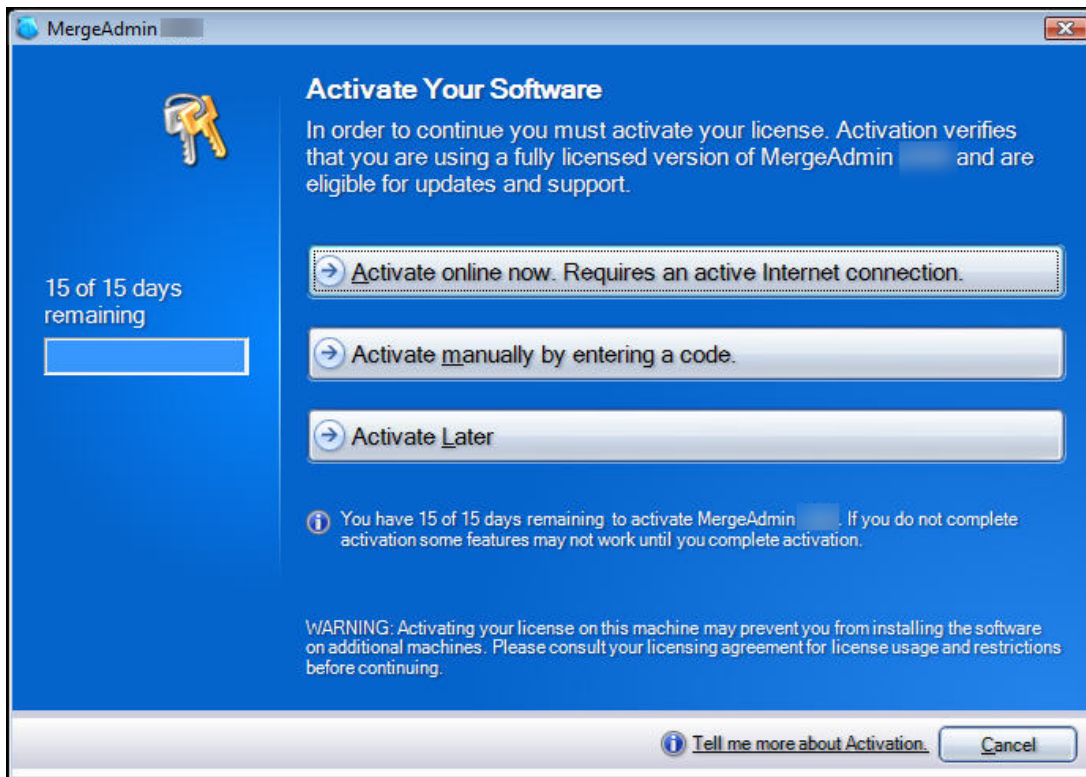 MergeAdmin
Activate Your Software
In order to continue you must activate your license. Activation verifies
that you are using a fully licensed version of MergeAdmin and are
eligible for updates and support.
15 of 15 days
remaining
Activate online now. Requires an active Internet connection.
Activate manually by entering a code.
Activate Later
You have 15 of 15 days remaining to activate MergeAdmin . If you do not complete
activation some features may not work until you complete activation.
WARNING: Activating your license on this machine may prevent you from installing the software
on additional machines. Please consult your licensing agreement for license usage and restrictions
before continuing.
Tell me more about Activation.
Cancel